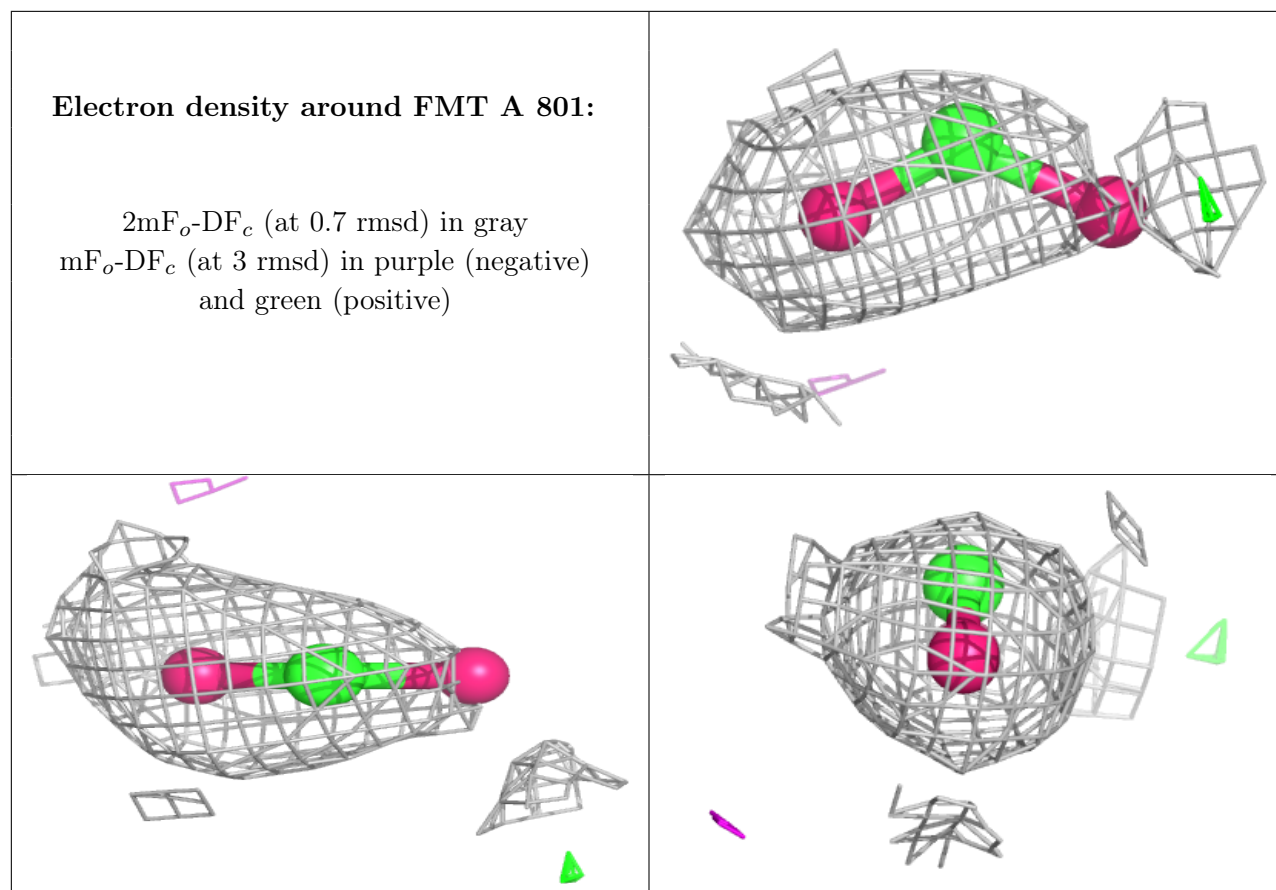 Electron density around FMT A 801:
2mFₒ-DF𝒸 (at 0.7 rmsd) in gray
mFₒ-DF𝒸 (at 3 rmsd) in purple (negative)
and green (positive)